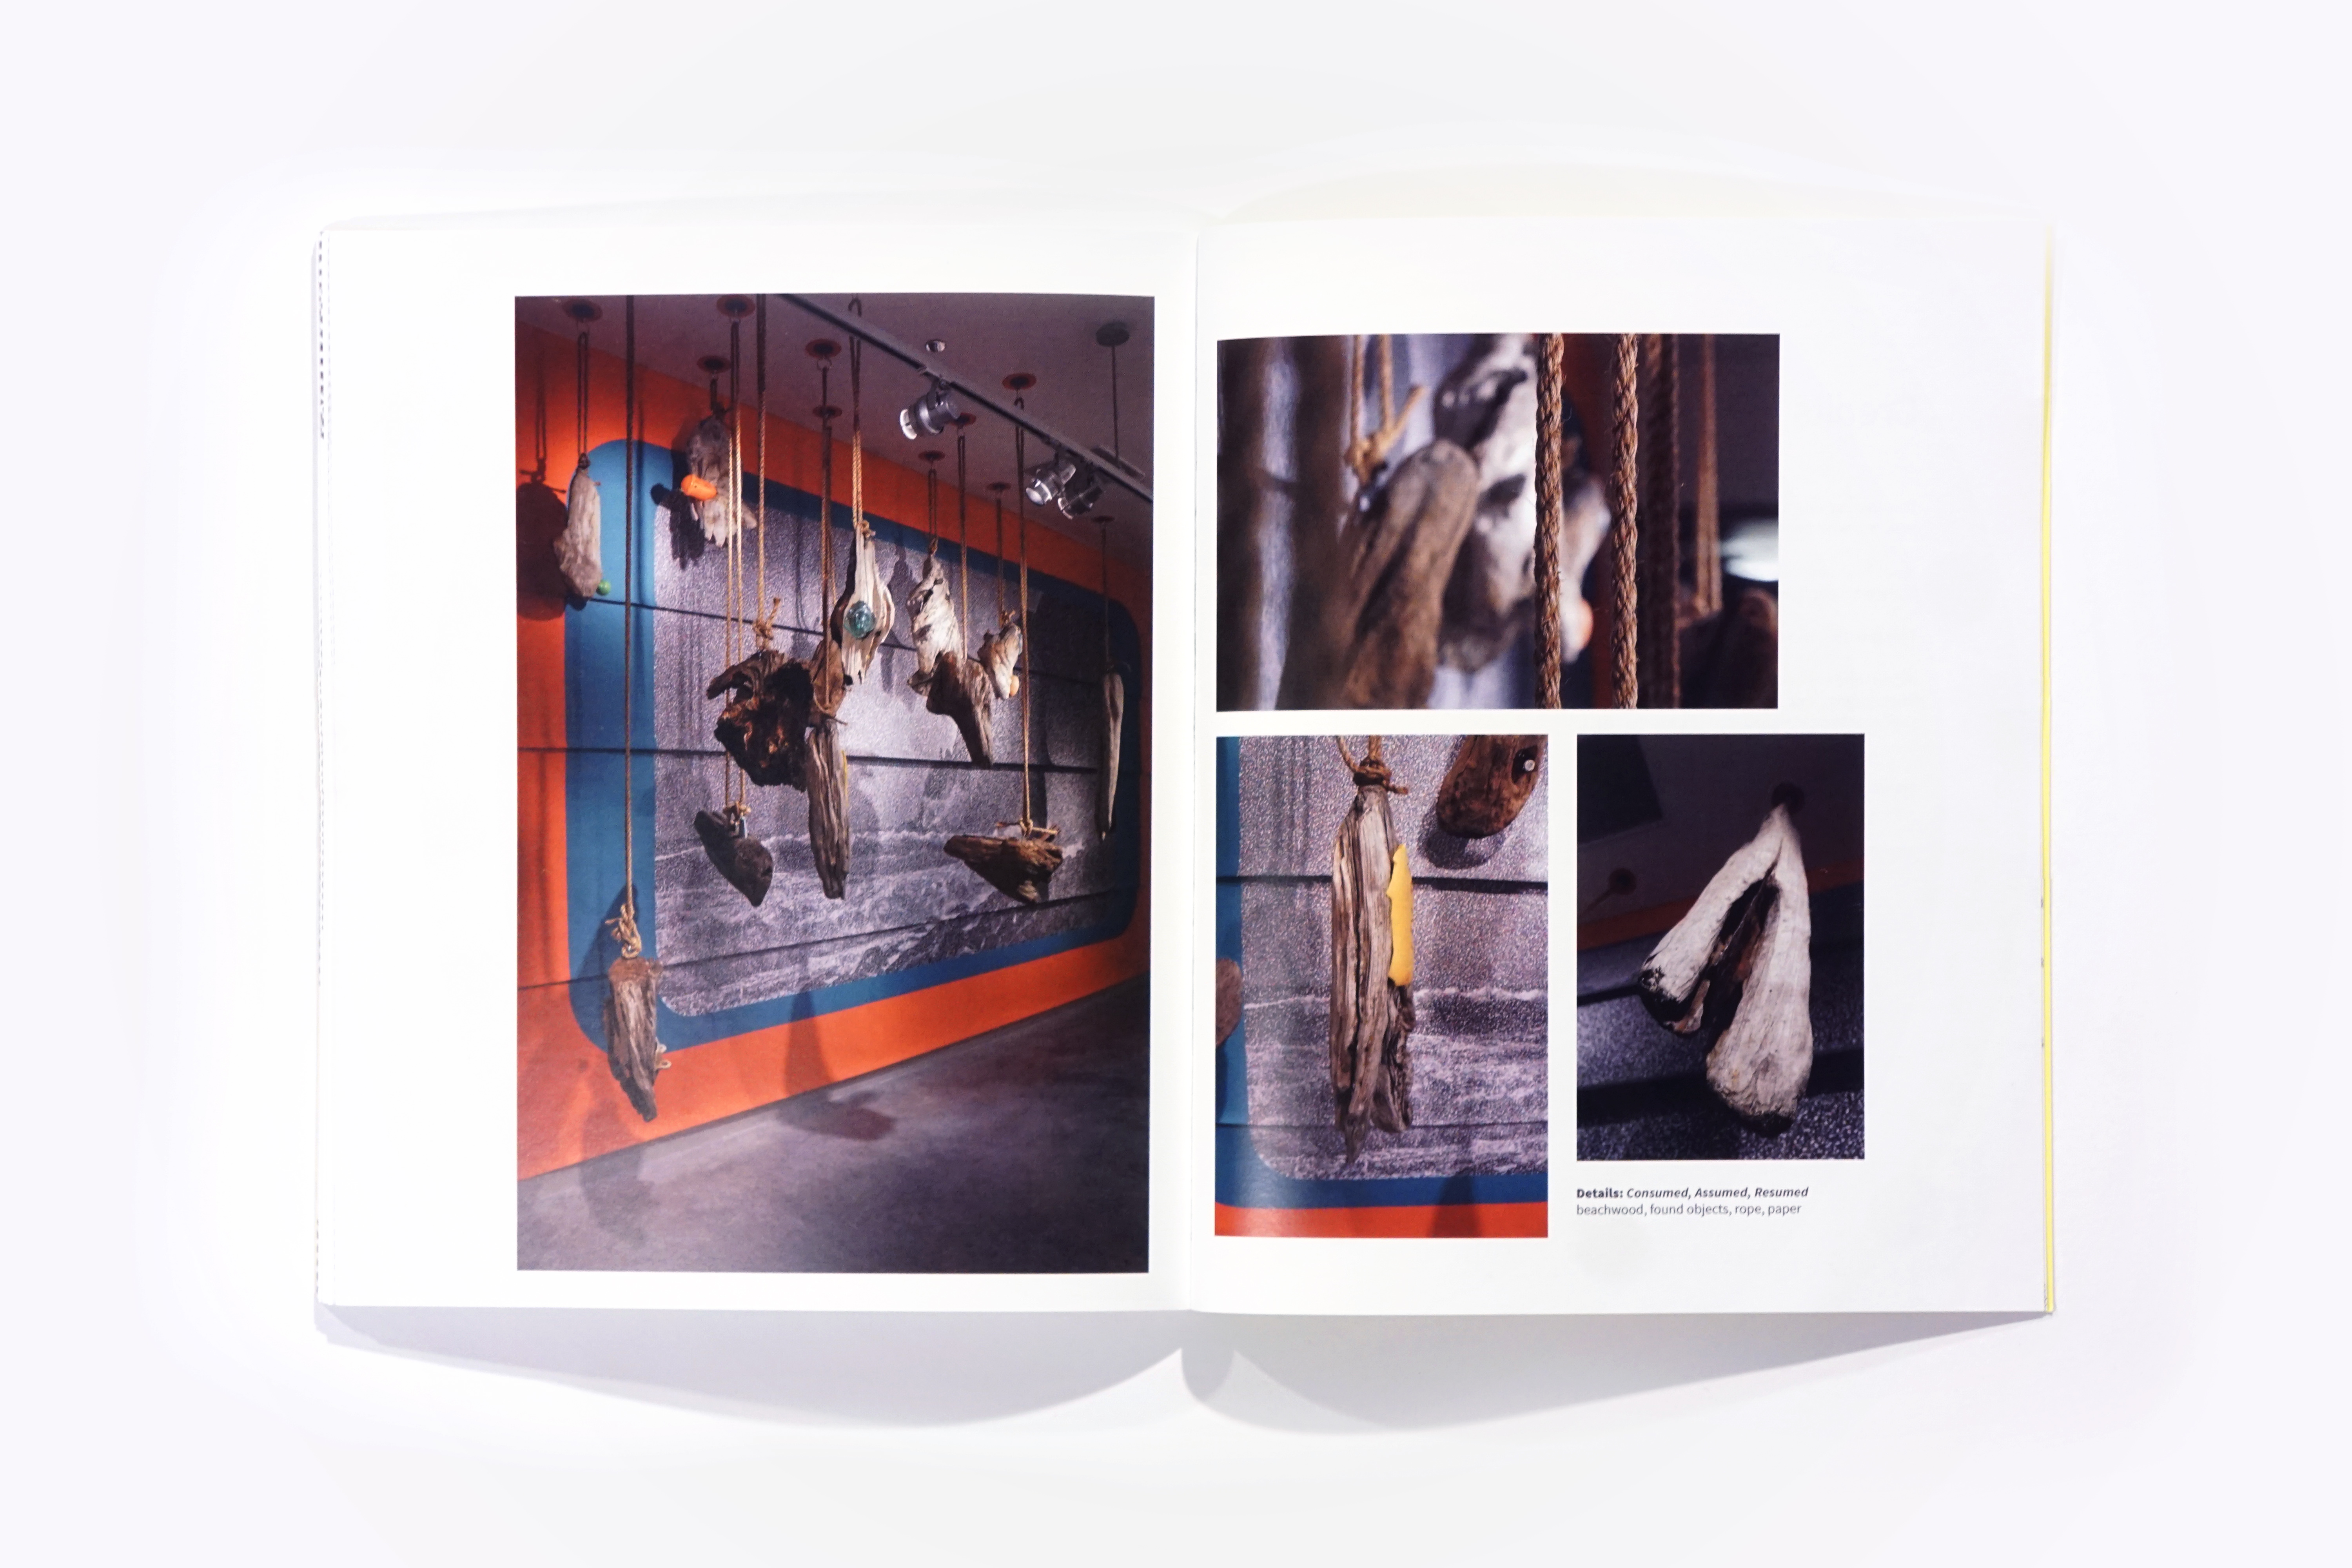 Details: Consumed, Assumed, Resumed
beachwood, found objects, rope, paper